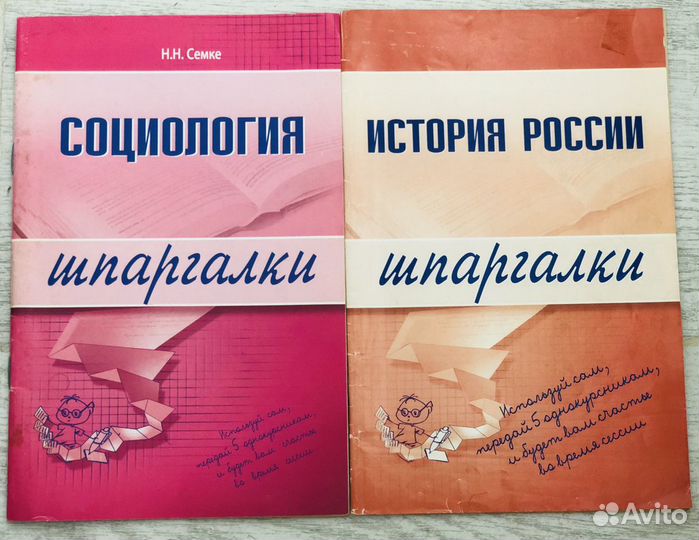 Н.Н. Семке
СОЦИОЛОГИЯ
шпаргалки
Используй сам,
передай 5 однокурсникам,
и будет вам счастье
во время сессии
ИСТОРИЯ РОССИИ
шпаргалки
Используй сам,
передай 5 однокурсникам,
и будет вам счастье
во время сессии
Avito